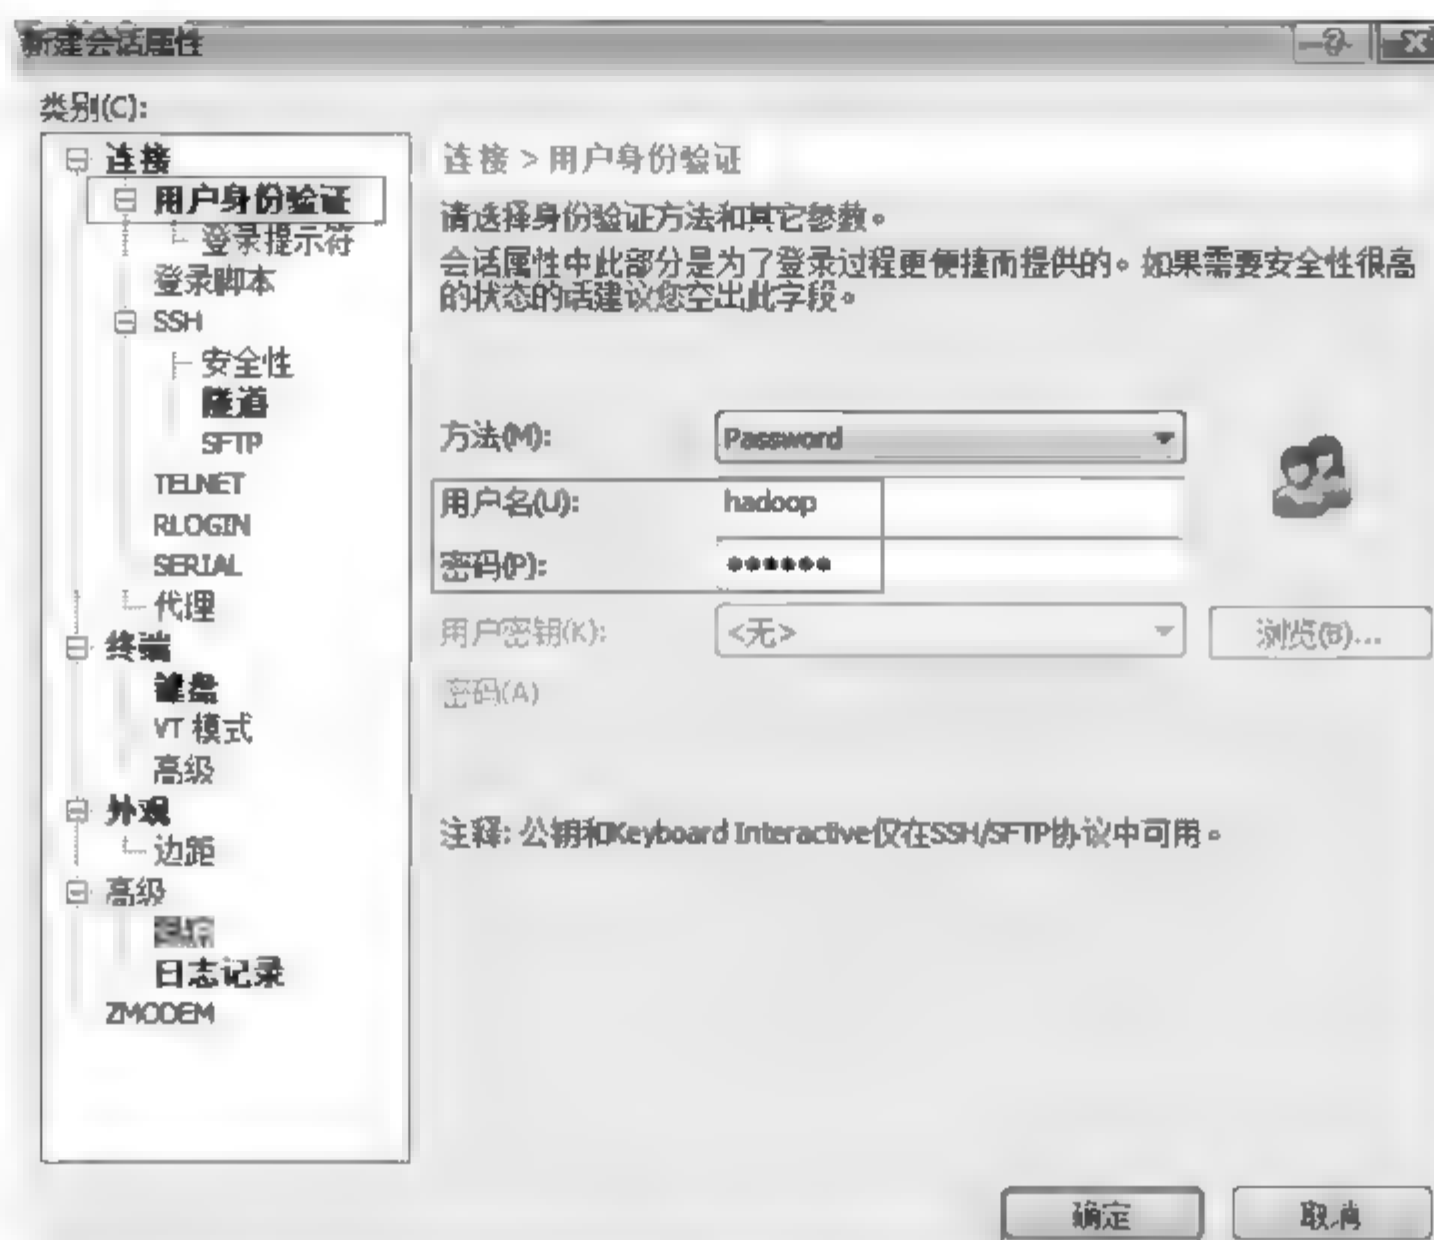 新建会话属性
类别(C):
连接
用户身份验证
登录提示符
登录脚本
SSH
安全性
隧道
SFTP
TELNET
RLOGIN
SERIAL
代理
终端
键盘
VT 模式
高级
外观
边距
高级
日志记录
ZMODEM
连接 > 用户身份验证
请选择身份验证方法和其它参数。
会话属性中此部分是为了登录过程更便捷而提供的。如果需要安全性很高
的状态的话建议您空出此字段。
方法(M):
Password
用户名(U):
hadoop
密码(P):
用户密钥(K):
<无>
浏览(B)...
密码(A)
注释: 公钥和Keyboard Interactive仅在SSH/SFTP协议中可用。
确定
取消